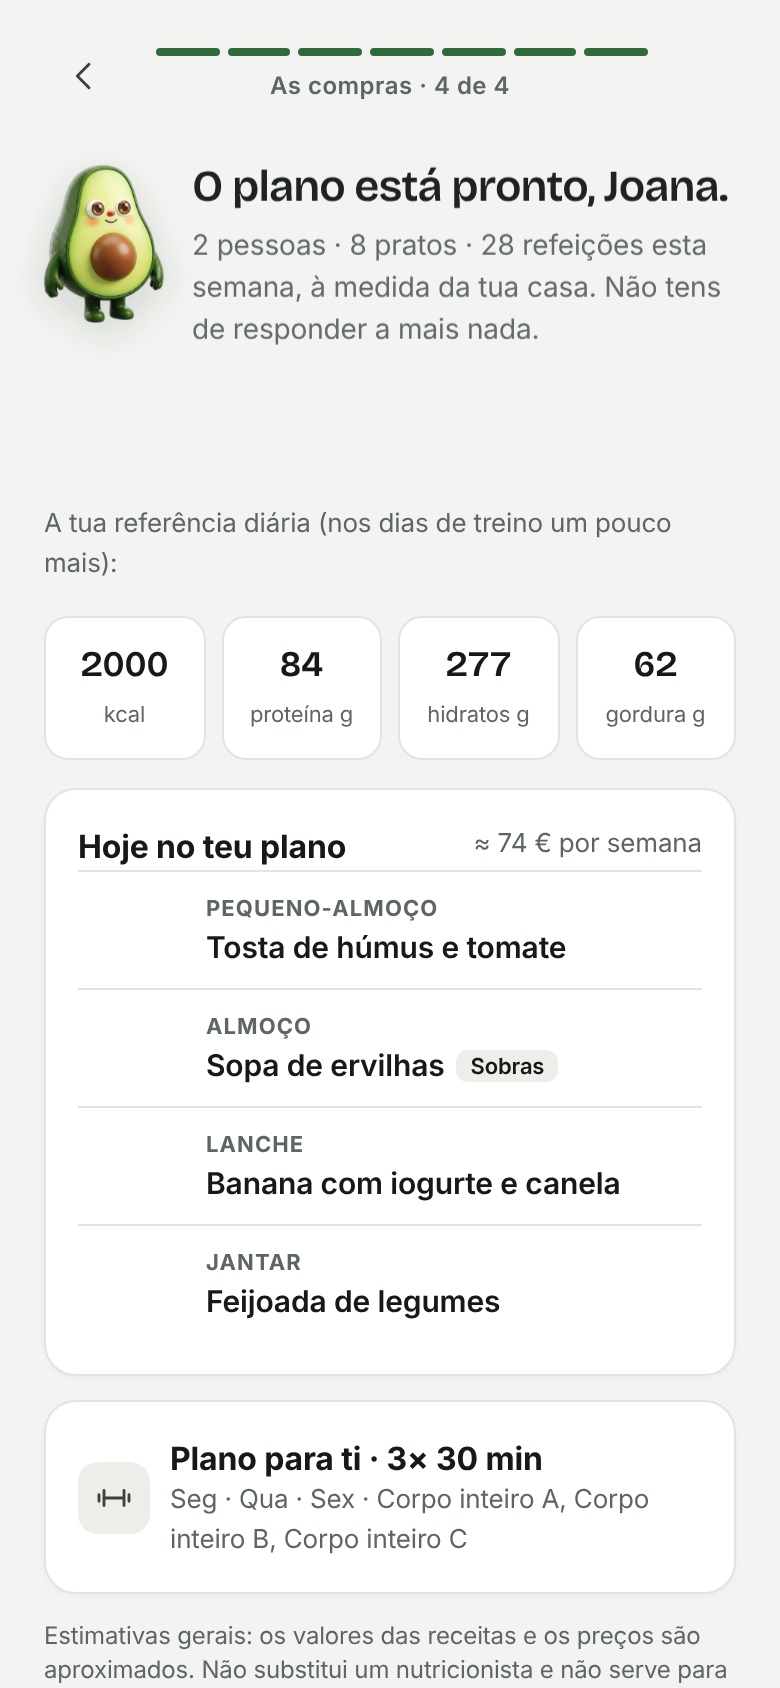 As compras · 4 de 4
O plano está pronto, Joana.
2 pessoas · 8 pratos · 28 refeições esta
semana, à medida da tua casa. Não tens
de responder a mais nada.
A tua referência diária (nos dias de treino um pouco
mais):
2000
kcal
84
proteína g
277
hidratos g
62
gordura g
Hoje no teu plano
≈ 74 € por semana
PEQUENO-ALMOÇO
Tosta de húmus e tomate
ALMOÇO
Sopa de ervilhas Sobras
LANCHE
Banana com iogurte e canela
JANTAR
Feijoada de legumes
Plano para ti · 3× 30 min
Seg · Qua · Sex · Corpo inteiro A, Corpo
inteiro B, Corpo inteiro C
Estimativas gerais: os valores das receitas e os preços são
aproximados. Não substitui um nutricionista e não serve para